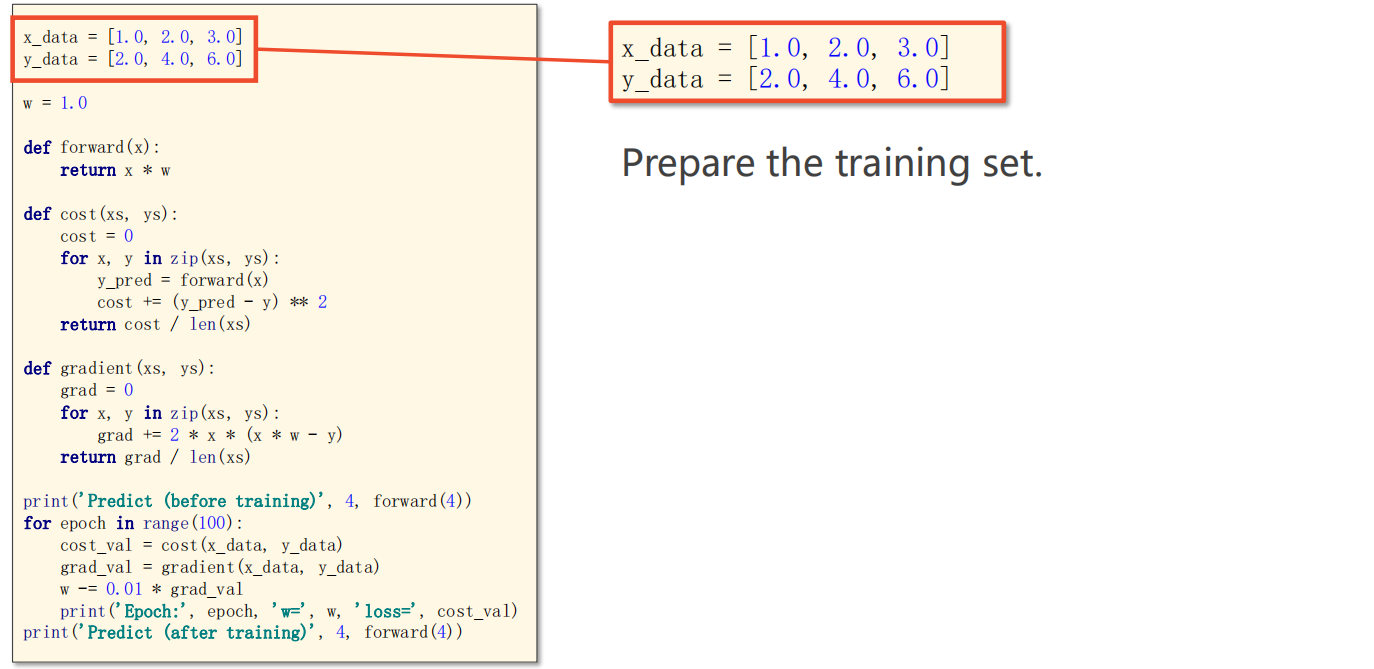 x_data = [1.0, 2.0, 3.0]
y_data = [2.0, 4.0, 6.0]

w = 1.0

def forward(x):
    return x * w

def cost(xs, ys):
    cost = 0
    for x, y in zip(xs, ys):
        y_pred = forward(x)
        cost += (y_pred - y) ** 2
    return cost / len(xs)

def gradient(xs, ys):
    grad = 0
    for x, y in zip(xs, ys):
        grad += 2 * x * (x * w - y)
    return grad / len(xs)

print('Predict (before training)', 4, forward(4))
for epoch in range(100):
    cost_val = cost(x_data, y_data)
    grad_val = gradient(x_data, y_data)
    w -= 0.01 * grad_val
    print('Epoch:', epoch, 'w=', w, 'loss=', cost_val)
print('Predict (after training)', 4, forward(4))
x_data = [1.0, 2.0, 3.0]
y_data = [2.0, 4.0, 6.0]
Prepare the training set.